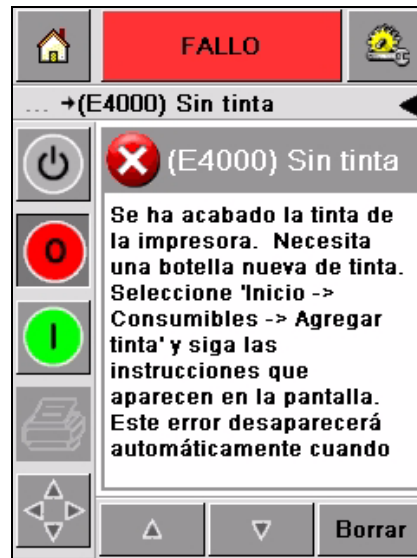 FALLO
... →(E4000) Sin tinta
(E4000) Sin tinta
Se ha acabado la tinta de
la impresora. Necesita
una botella nueva de tinta.
Seleccione 'Inicio ->
Consumibles -> Agregar
tinta' y siga las
instrucciones que
aparecen en la pantalla.
Este error desaparecerá
automáticamente cuando
Borrar